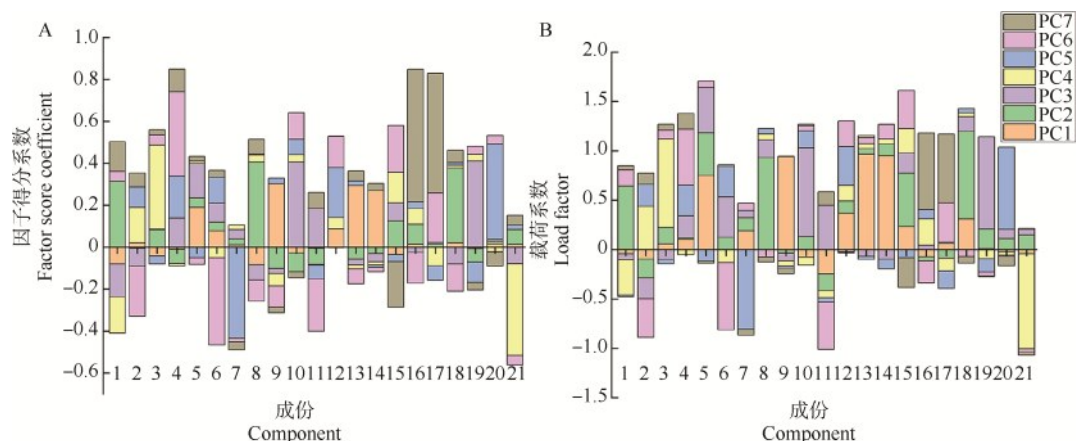 A
因子得分系数
Factor score coefficient
1.0
0.8
0.6
0.4
0.2
0
−0.2
−0.4
−0.6
1 2 3 4 5 6 7 8 9 10 11 12 13 14 15 16 17 18 19 20 21
成份
Component
B
载荷系数
Load factor
2.0
1.5
1.0
0.5
0.0
-0.5
-1.0
-1.5
1 2 3 4 5 6 7 8 9 10 11 12 13 14 15 16 17 18 19 20 21
成份
Component
PC7
PC6
PC5
PC4
PC3
PC2
PC1